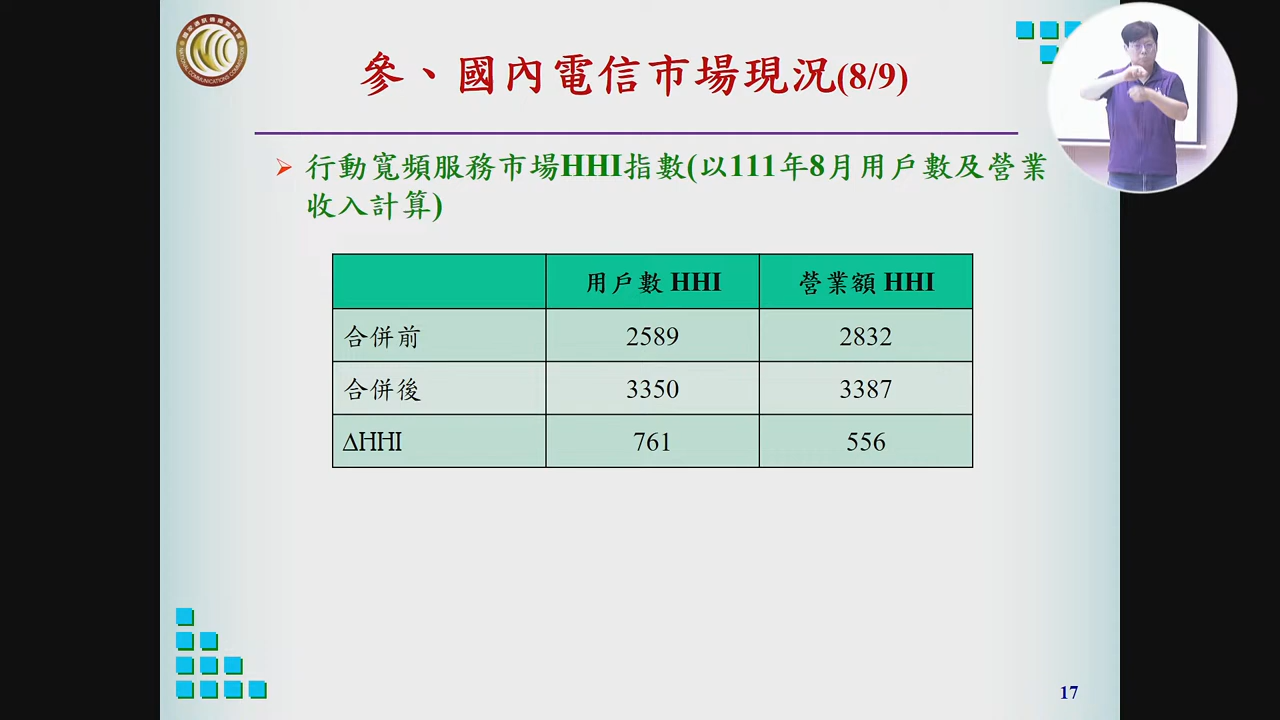 參、國內電信市場現況(8/9)
行動寬頻服務市場HHI指數(以111年8月用戶數及營業
收入計算)
用戶數 HHI 營業額 HHI
合併前 2589 2832
合併後 3350 3387
ΔHHI 761 556
17